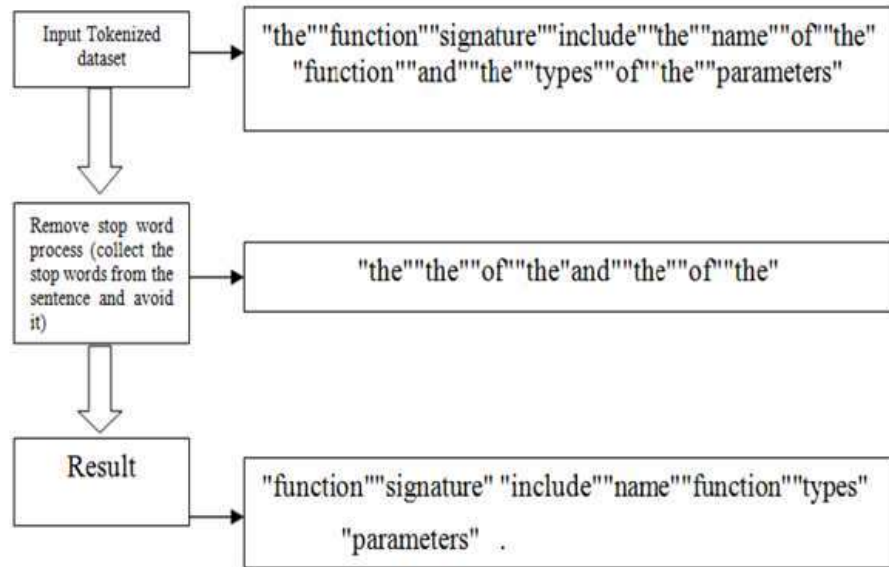 Input Tokenized
dataset
"the""function""signature""include""the""name""of""the"
"function""and""the""types""of""the""parameters"
Remove stop word
process (collect the
stop words from the
sentence and avoid
it)
"the""the""of""the"and""the""of""the"
Result
"function""signature" "include""name""function""types"
"parameters" .